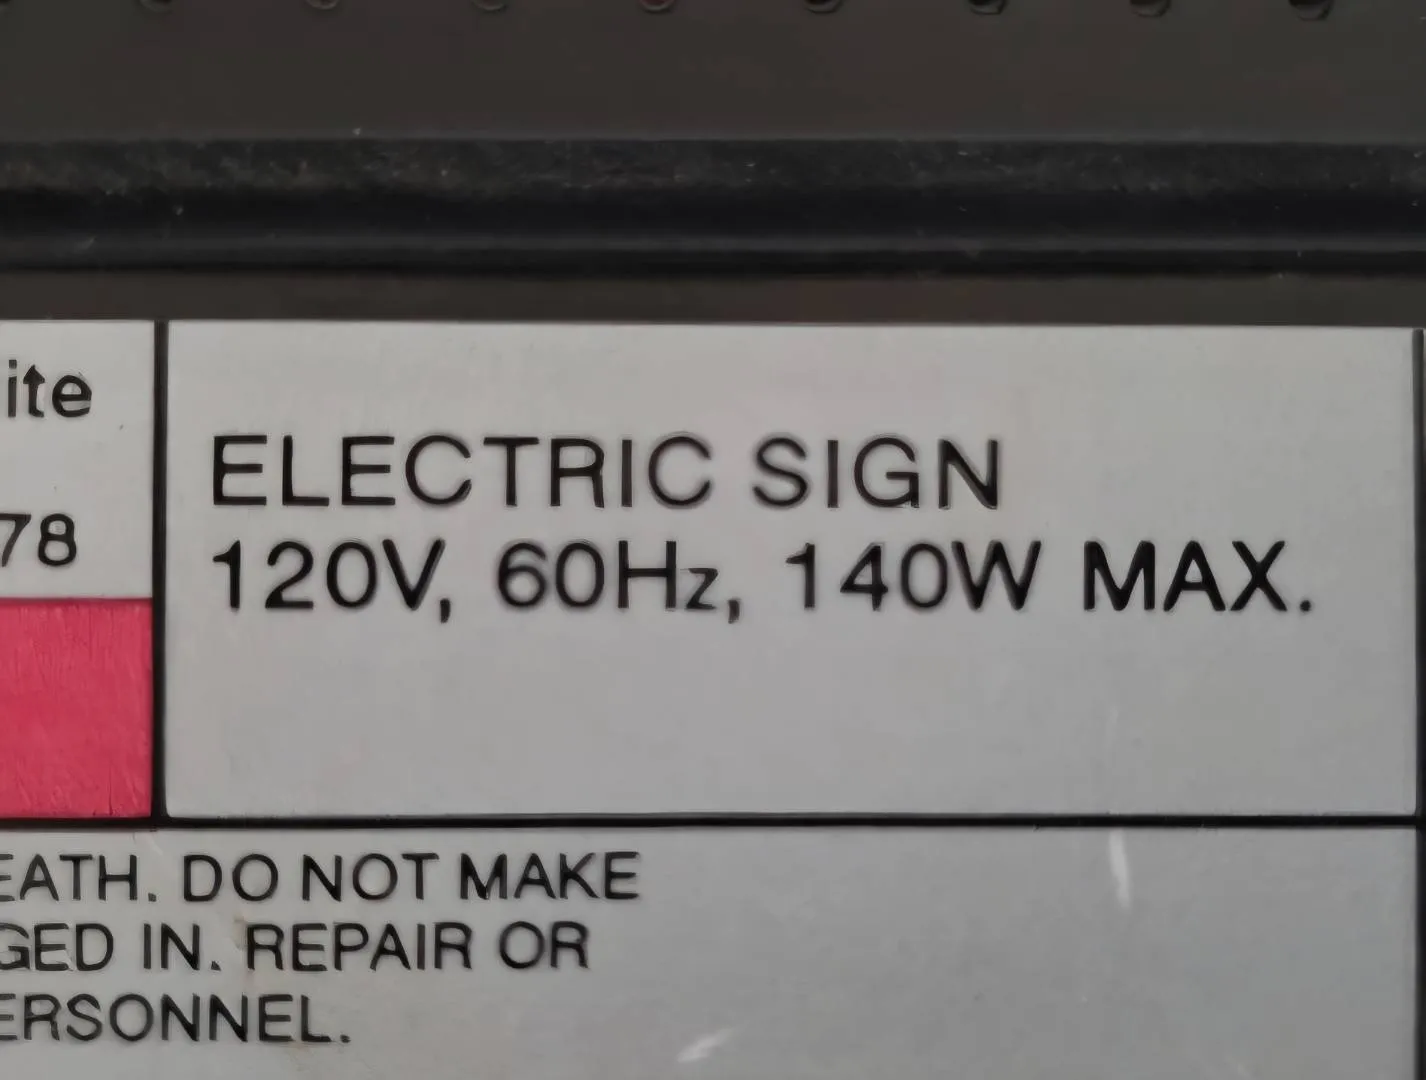 ite
78
ELECTRIC SIGN
120V, 60Hz, 140W MAX.
EATH. DO NOT MAKE
GED IN. REPAIR OR
ERSONNEL.